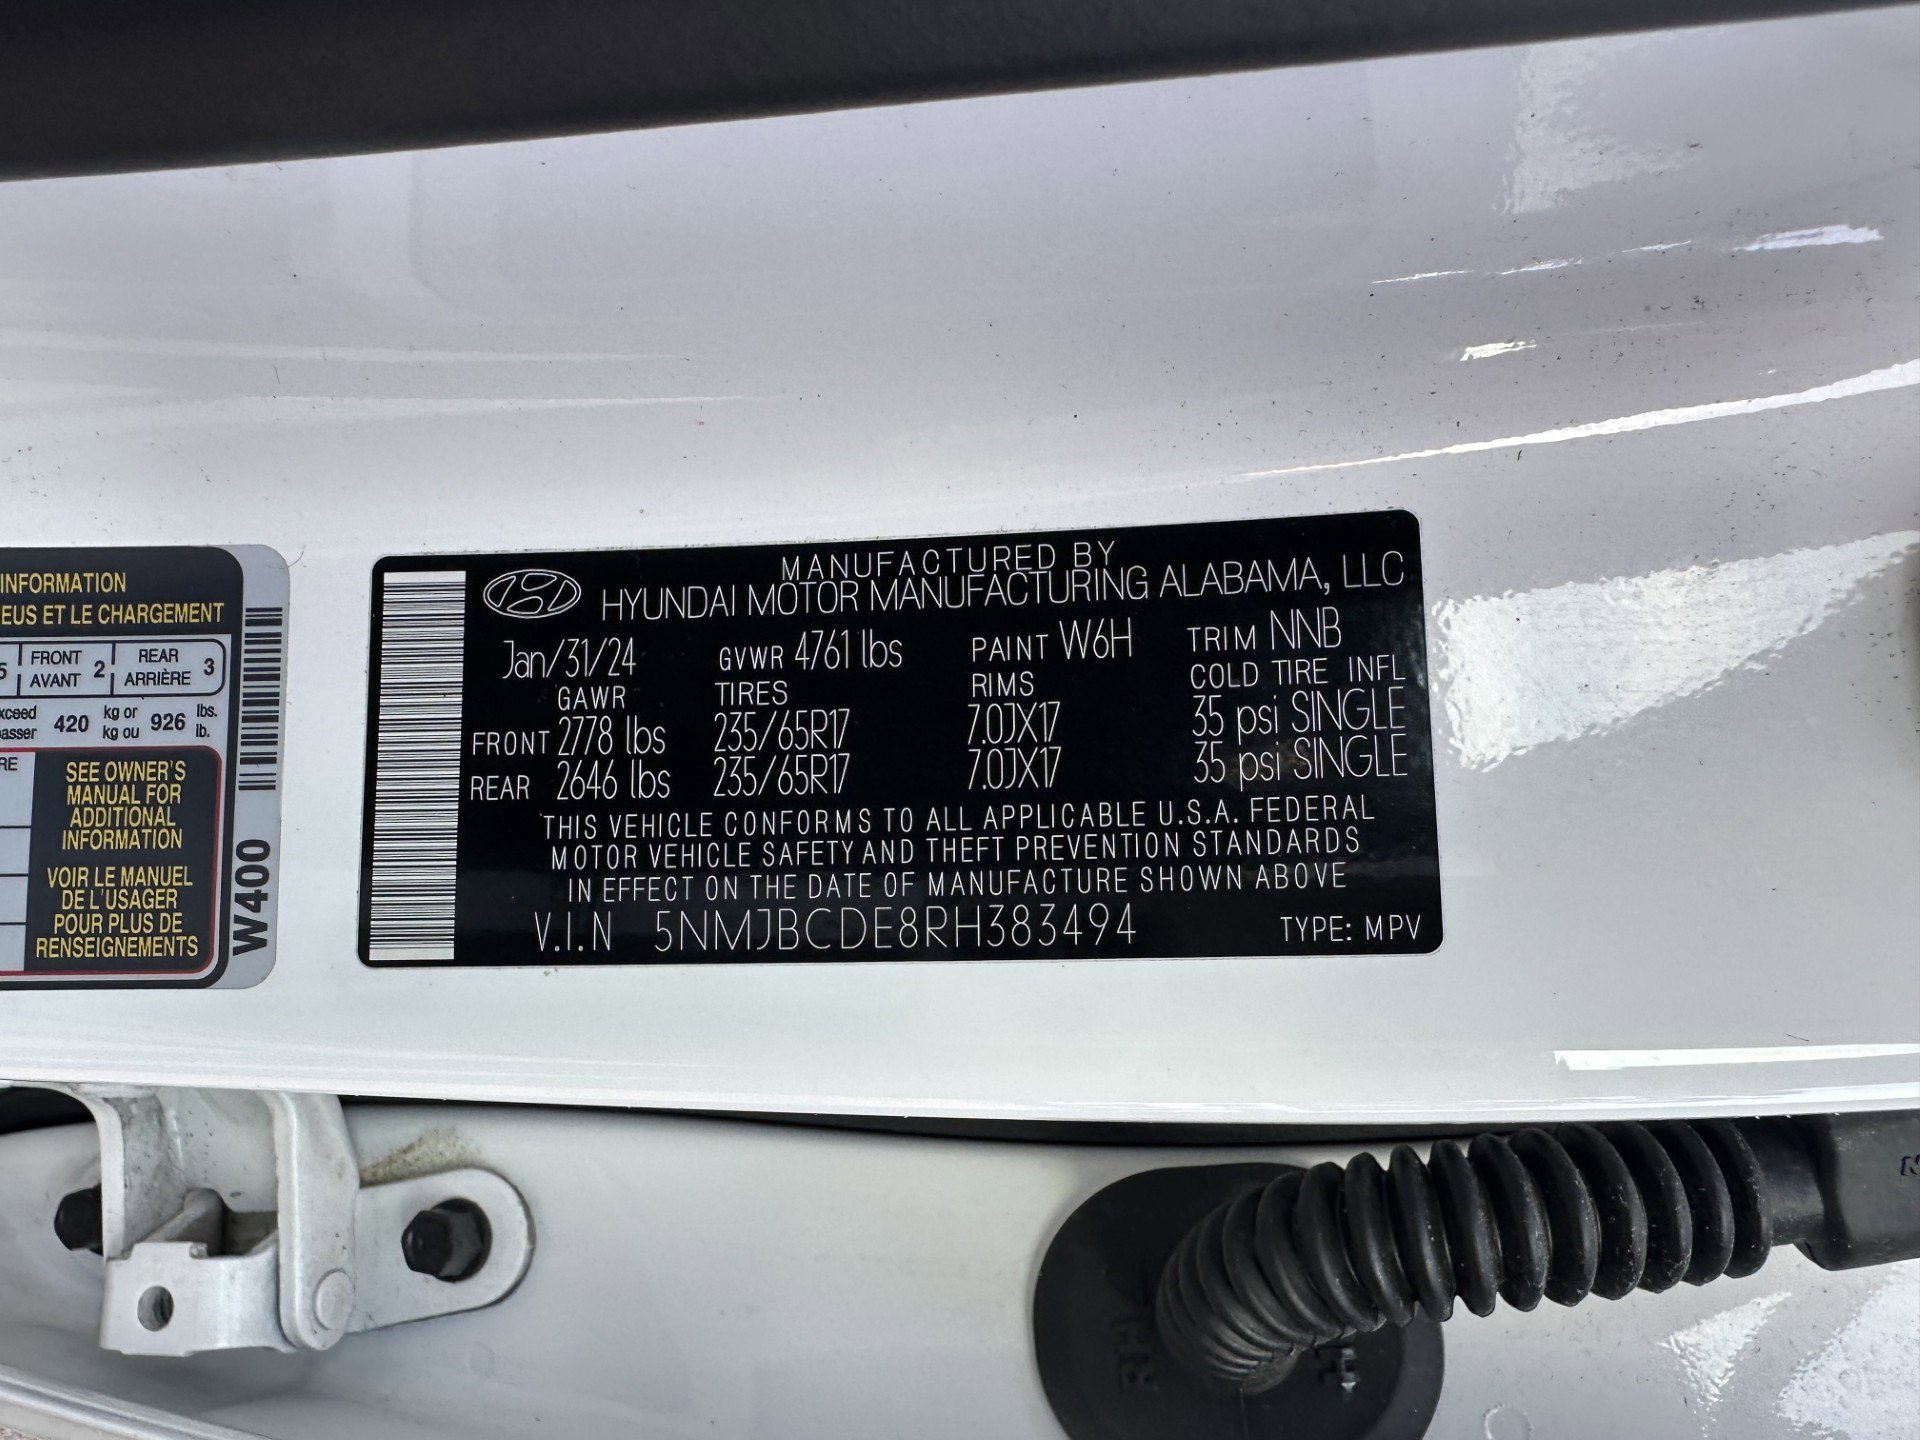 INFORMATION
EUS ET LE CHARGEMENT
5 FRONT AVANT 2 REAR ARRIÈRE 3
xceed 420 kg or 926 lbs.
asser kg ou lb.
RE
SEE OWNER'S
MANUAL FOR
ADDITIONAL
INFORMATION
VOIR LE MANUEL
DE L'USAGER
POUR PLUS DE
RENSEIGNEMENTS
W400
MANUFACTURED BY
HYUNDAI MOTOR MANUFACTURING ALABAMA, LLC
Jan/31/24 GVWR 4761 lbs PAINT W6H TRIM NNB
GAWR TIRES RIMS COLD TIRE INFL
FRONT 2778 lbs 235/65R17 7.0JX17 35 psi SINGLE
REAR 2646 lbs 235/65R17 7.0JX17 35 psi SINGLE
THIS VEHICLE CONFORMS TO ALL APPLICABLE U.S.A. FEDERAL
MOTOR VEHICLE SAFETY AND THEFT PREVENTION STANDARDS
IN EFFECT ON THE DATE OF MANUFACTURE SHOWN ABOVE
V.I.N 5NMJBCDE8RH383494 TYPE: MPV